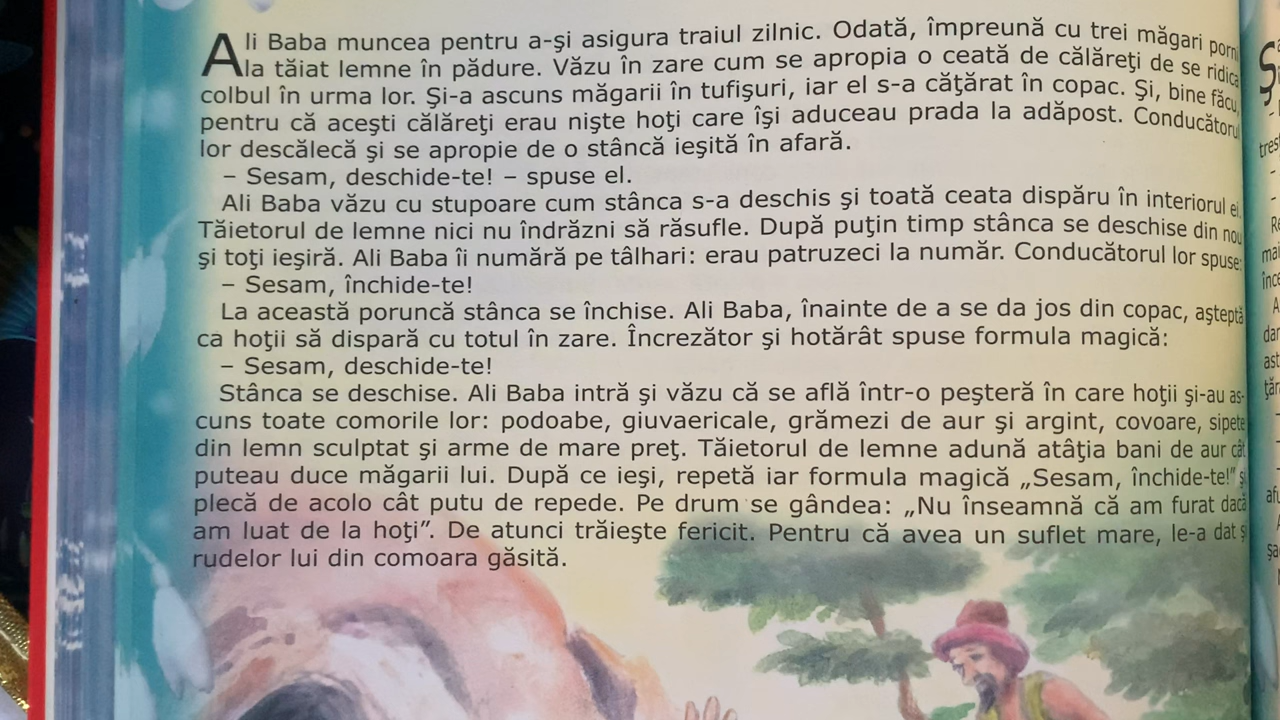 Ali Baba muncea pentru a-şi asigura traiul zilnic. Odată, împreună cu trei măgari porni
la tăiat lemne în pădure. Văzu în zare cum se apropia o ceată de călăreţi de se ridica
colbul în urma lor. Şi-a ascuns măgarii în tufişuri, iar el s-a căţărat în copac. Şi, bine făcu,
pentru că aceşti călăreţi erau nişte hoţi care îşi aduceau prada la adăpost. Conducătorul
lor descălecă şi se apropie de o stâncă ieşită în afară.
– Sesam, deschide-te! – spuse el.
Ali Baba văzu cu stupoare cum stânca s-a deschis şi toată ceata dispăru în interiorul ei.
Tăietorul de lemne nici nu îndrăzni să răsufle. După puţin timp stânca se deschise din nou
şi toţi ieşiră. Ali Baba îi numără pe tâlhari: erau patruzeci la număr. Conducătorul lor spuse:
– Sesam, închide-te!
La această poruncă stânca se închise. Ali Baba, înainte de a se da jos din copac, aşteptă
ca hoţii să dispară cu totul în zare. Încrezător şi hotărât spuse formula magică:
– Sesam, deschide-te!
Stânca se deschise. Ali Baba intră şi văzu că se află într-o peşteră în care hoţii şi-au as-
cuns toate comorile lor: podoabe, giuvaericale, grămezi de aur şi argint, covoare, sipete
din lemn sculptat şi arme de mare preţ. Tăietorul de lemne adună atâţia bani de aur cât
puteau duce măgarii lui. După ce ieşi, repetă iar formula magică „Sesam, închide-te!” şi
plecă de acolo cât putu de repede. Pe drum se gândea: „Nu înseamnă că am furat dacă
am luat de la hoţi”. De atunci trăieşte fericit. Pentru că avea un suflet mare, le-a dat şi
rudelor lui din comoara găsită.